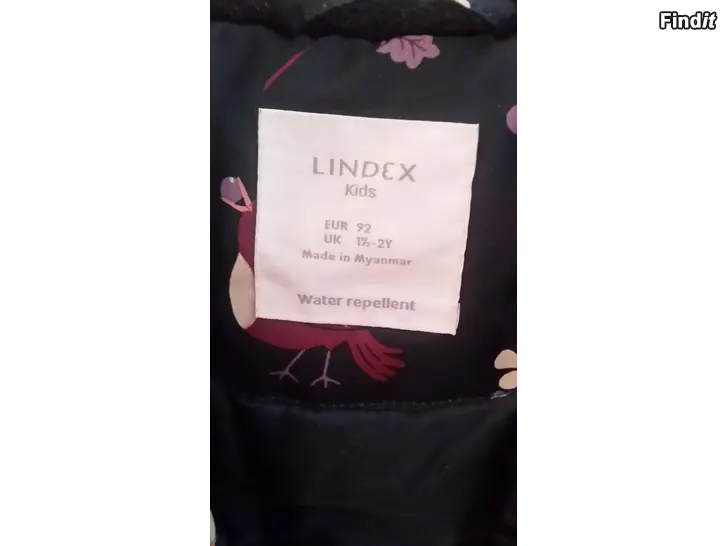 Findit
LINDEX
Kids
EUR 92
UK 1½-2Y
Made in Myanmar
Water repellent